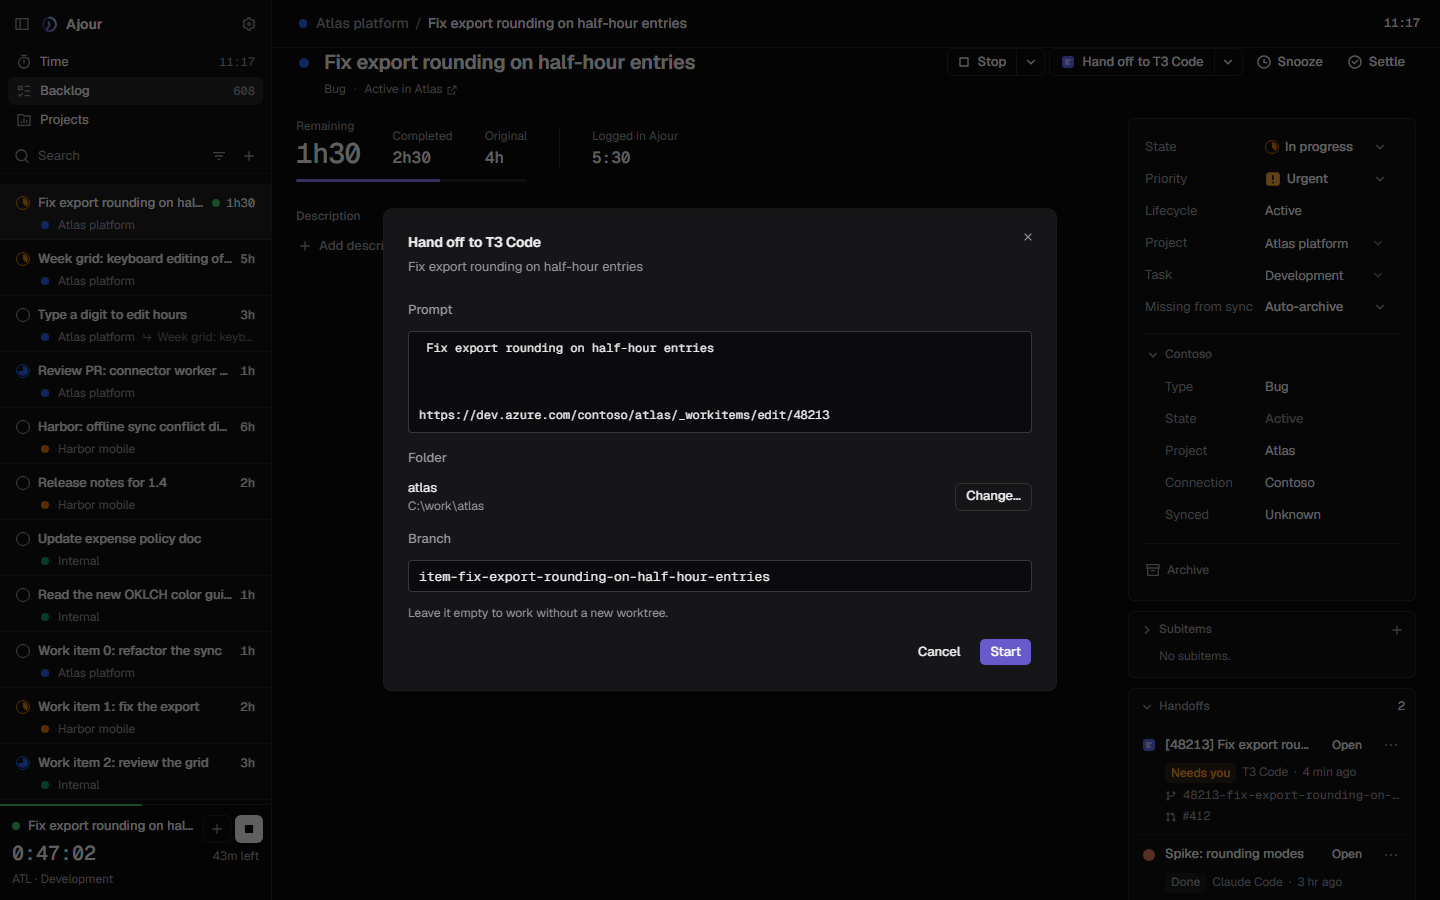 Ajour
Time 11:17
Backlog 608
Projects
Search
Fix export rounding on hal... 1h30
Atlas platform
Week grid: keyboard editing of... 5h
Atlas platform
Type a digit to edit hours 3h
Atlas platform Week grid: keyb...
Review PR: connector worker ... 1h
Atlas platform
Harbor: offline sync conflict di... 6h
Harbor mobile
Release notes for 1.4 2h
Harbor mobile
Update expense policy doc
Internal
Read the new OKLCH color gui... 1h
Internal
Work item 0: refactor the sync 1h
Atlas platform
Work item 1: fix the export 2h
Harbor mobile
Work item 2: review the grid 3h
Internal
Fix export rounding on hal...
0:47:02 43m left
ATL · Development
Atlas platform / Fix export rounding on half-hour entries 11:17
Fix export rounding on half-hour entries
Stop Hand off to T3 Code Snooze Settle
Bug · Active in Atlas
Remaining Completed Original Logged in Ajour
1h30 2h30 4h 5:30
Description
Add descri
Hand off to T3 Code
Fix export rounding on half-hour entries
Prompt
Fix export rounding on half-hour entries
https://dev.azure.com/contoso/atlas/_workitems/edit/48213
Folder
atlas
C:\work\atlas
Change...
Branch
item-fix-export-rounding-on-half-hour-entries
Leave it empty to work without a new worktree.
Cancel Start
State In progress
Priority Urgent
Lifecycle Active
Project Atlas platform
Task Development
Missing from sync Auto-archive
Contoso
Type Bug
State Active
Project Atlas
Connection Contoso
Synced Unknown
Archive
Subitems
No subitems.
Handoffs 2
[48213] Fix export rou... Open
Needs you T3 Code · 4 min ago
48213-fix-export-rounding-on-...
#412
Spike: rounding modes Open
Done Claude Code · 3 hr ago